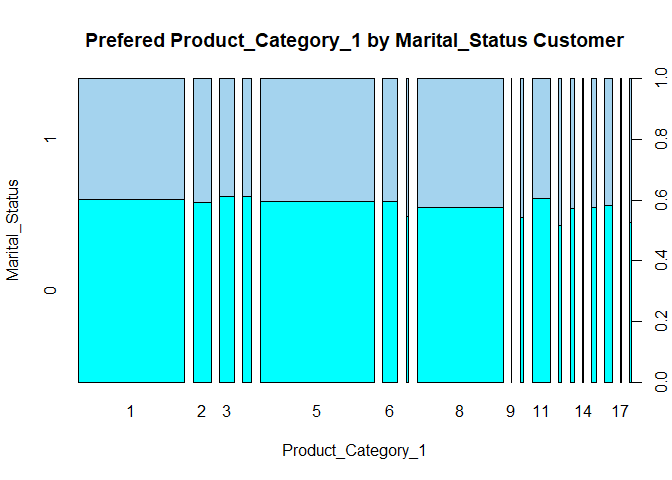 Prefered Product_Category_1 by Marital_Status Customer
Marital_Status
1
0
1.0
0.8
0.6
0.4
0.2
0.0
1 2 3 5 6 8 9 11 14 17
Product_Category_1